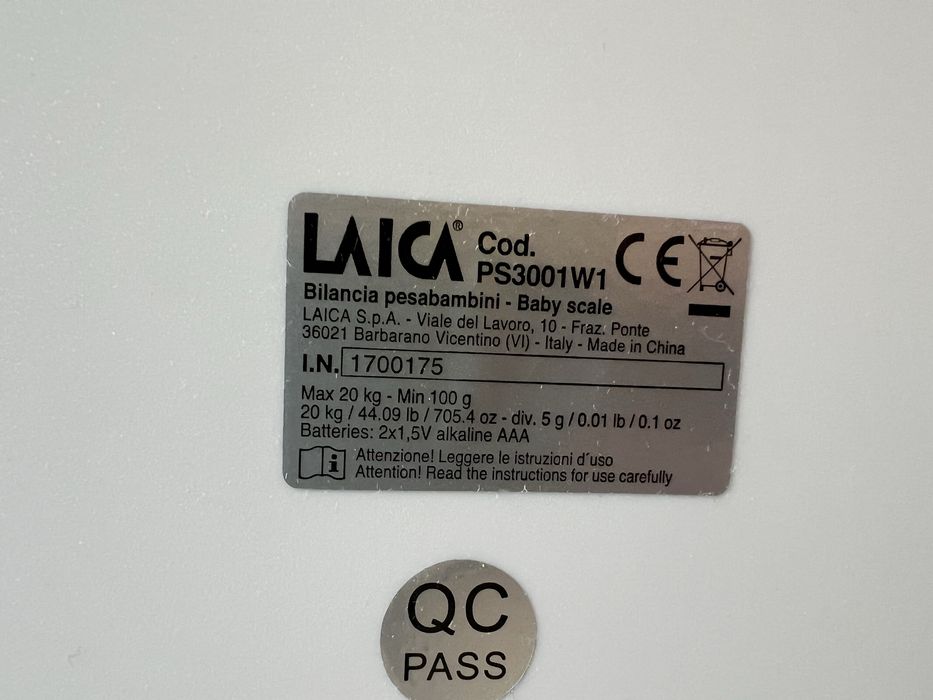 LAICA® Cod.
PS3001W1 CE
Bilancia pesabambini - Baby scale
LAICA S.p.A. - Viale del Lavoro, 10 - Fraz. Ponte
36021 Barbarano Vicentino (VI) - Italy - Made in China
I.N. 1700175
Max 20 kg - Min 100 g
20 kg / 44.09 lb / 705.4 oz - div. 5 g / 0.01 lb / 0.1 oz
Batteries: 2x1,5V alkaline AAA
Attenzione! Leggere le istruzioni d´uso
Attention! Read the instructions for use carefully
QC
PASS